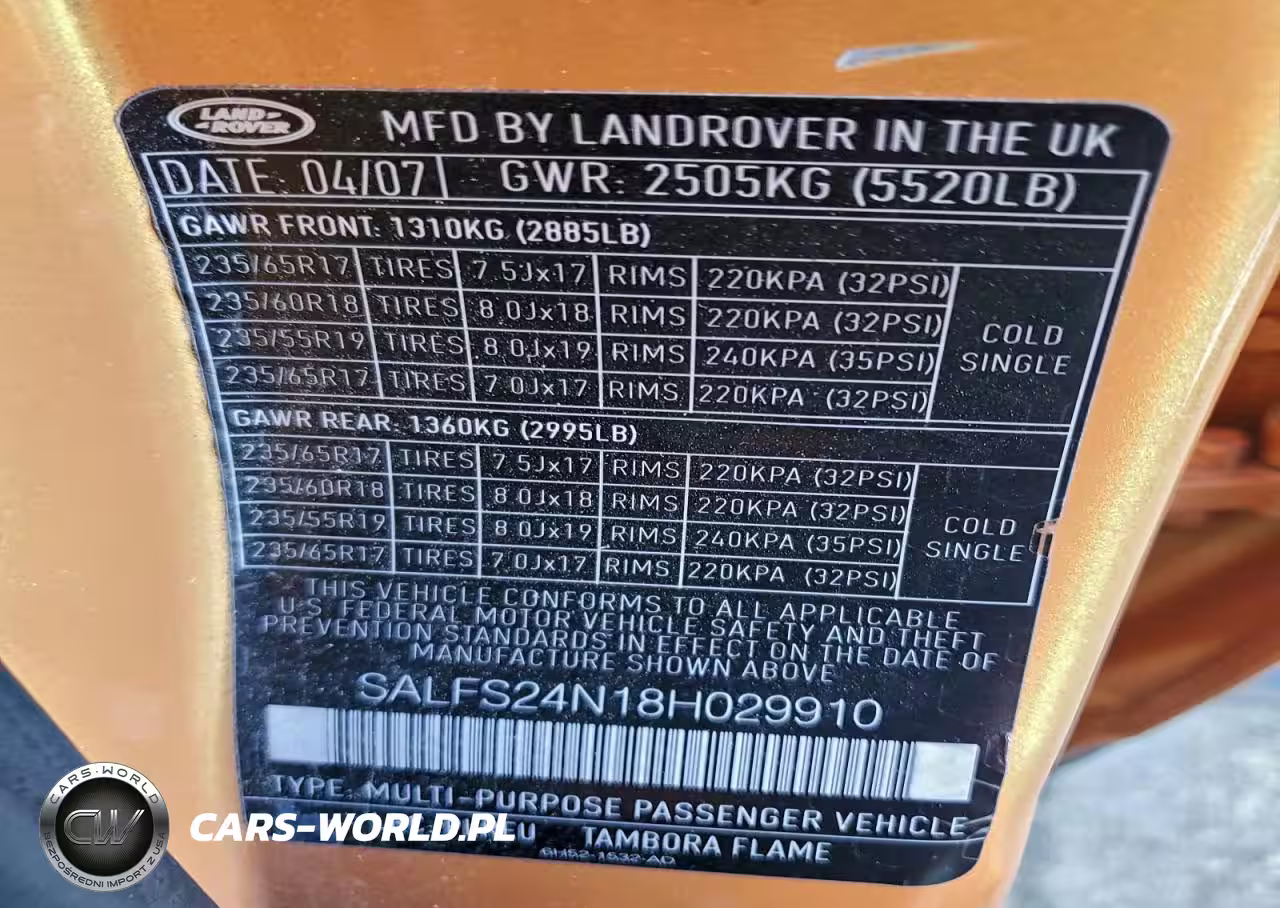 LAND ROVER
MFD BY LANDROVER IN THE UK
DATE: 04/07 GWR: 2505KG (5520LB)
GAWR FRONT: 1310KG (2885LB)
235/65R17 TIRES 7.5Jx17 RIMS 220KPA (32PSI)
235/60R18 TIRES 8.0Jx18 RIMS 220KPA (32PSI)
235/55R19 TIRES 8.0Jx19 RIMS 240KPA (35PSI)
235/65R17 TIRES 7.0Jx17 RIMS 220KPA (32PSI)
COLD
SINGLE
GAWR REAR: 1360KG (2995LB)
235/65R17 TIRES 7.5Jx17 RIMS 220KPA (32PSI)
235/60R18 TIRES 8.0Jx18 RIMS 220KPA (32PSI)
235/55R19 TIRES 8.0Jx19 RIMS 240KPA (35PSI)
235/65R17 TIRES 7.0Jx17 RIMS 220KPA (32PSI)
COLD
SINGLE
THIS VEHICLE CONFORMS TO ALL APPLICABLE
U.S. FEDERAL MOTOR VEHICLE SAFETY AND THEFT
PREVENTION STANDARDS IN EFFECT ON THE DATE OF
MANUFACTURE SHOWN ABOVE
SALFS24N18H029910
TYPE: MULTI-PURPOSE PASSENGER VEHICLE
TAMBORA FLAME
CARS-WORLD.PL
CARS-WORLD
CW
BEZPOŚREDNI IMPORT Z USA